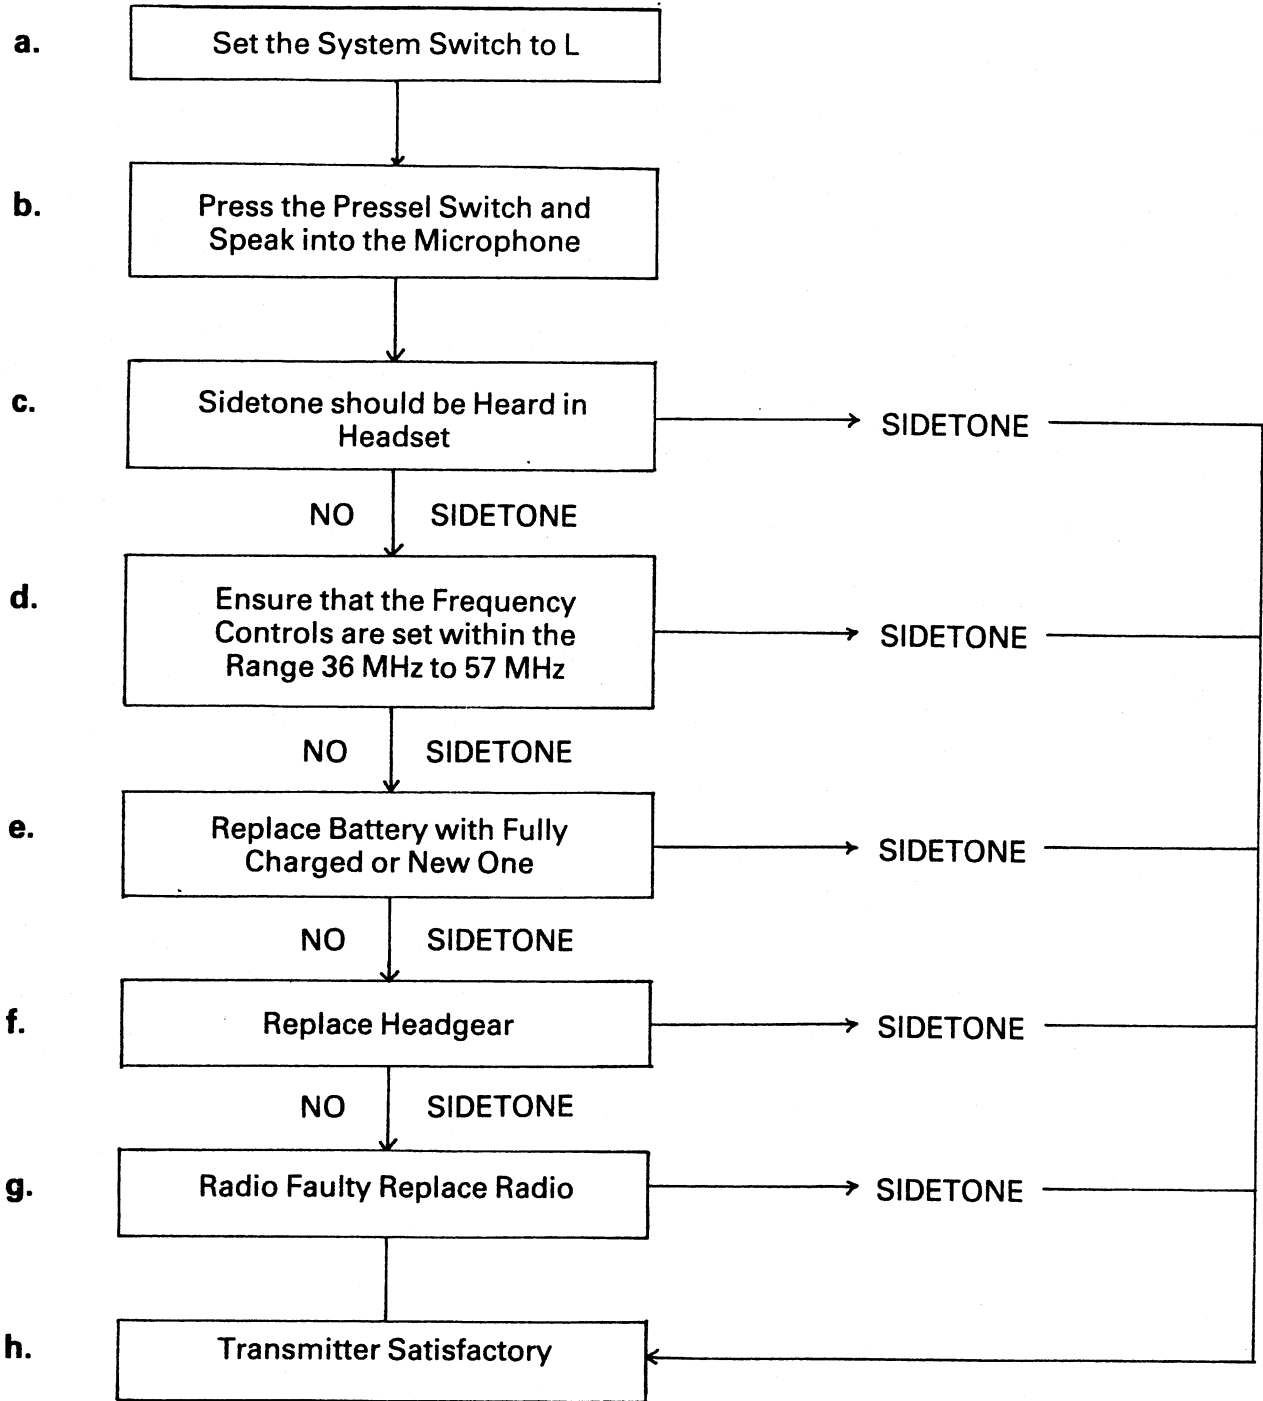 a. Set the System Switch to L
b. Press the Pressel Switch and
Speak into the Microphone
c. Sidetone should be Heard in
Headset
SIDETONE
NO SIDETONE
d. Ensure that the Frequency
Controls are set within the
Range 36 MHz to 57 MHz
SIDETONE
NO SIDETONE
e. Replace Battery with Fully
Charged or New One
SIDETONE
NO SIDETONE
f. Replace Headgear
SIDETONE
NO SIDETONE
g. Radio Faulty Replace Radio
SIDETONE
h. Transmitter Satisfactory